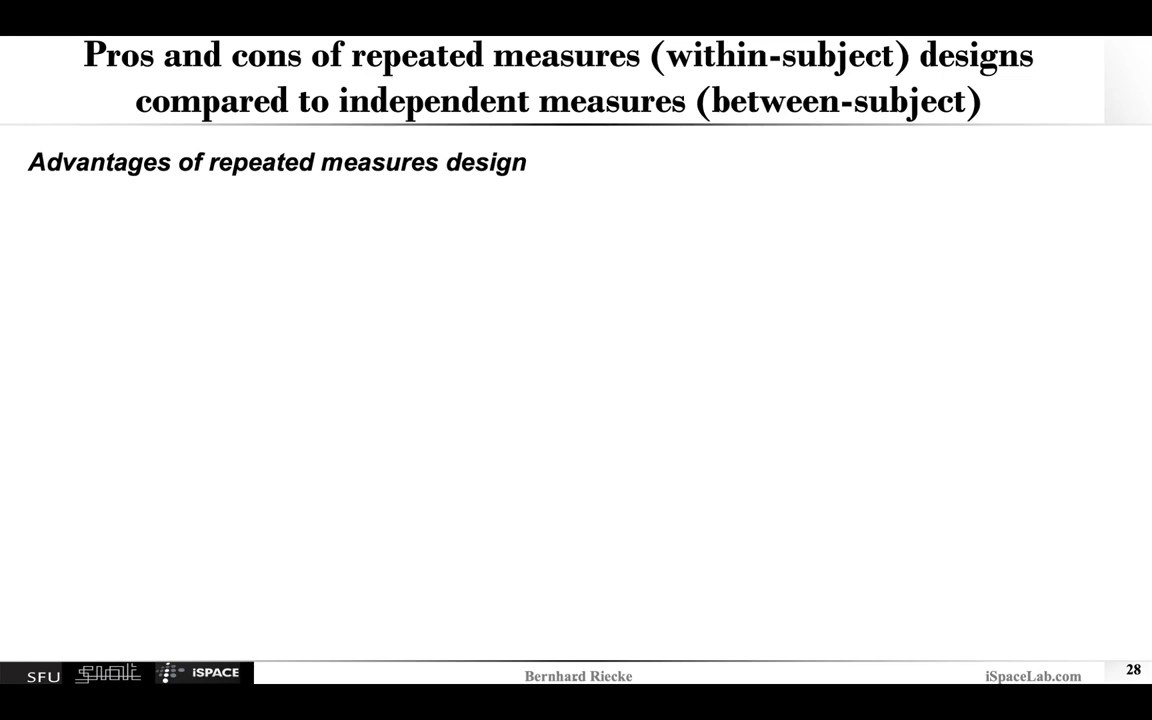 Pros and cons of repeated measures (within-subject) designs
compared to independent measures (between-subject)
Advantages of repeated measures design
SFU iSPACE Bernhard Riecke iSpaceLab.com 28